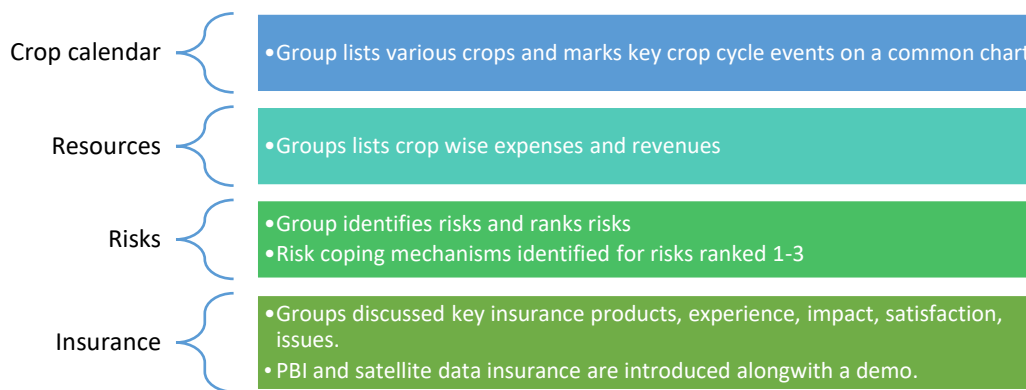 Crop calendar
•Group lists various crops and marks key crop cycle events on a common chart
Resources
•Groups lists crop wise expenses and revenues
Risks
•Group identifies risks and ranks risks
•Risk coping mechanisms identified for risks ranked 1-3
Insurance
•Groups discussed key insurance products, experience, impact, satisfaction,
issues.
• PBI and satellite data insurance are introduced alongwith a demo.